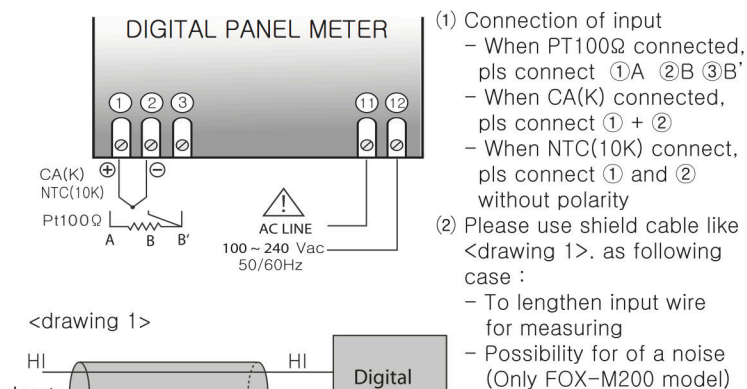 DIGITAL PANEL METER
① ② ③ ⑪ ⑫
CA(K) ⊕ ⊖
NTC(10K)
Pt100Ω
A B B'
AC LINE
100 ~ 240 Vac
50/60Hz
<drawing 1>
HI HI
Digital
(1) Connection of input
- When PT100Ω connected,
pls connect ①A ②B ③B'
- When CA(K) connected,
pls connect ① + ②
- When NTC(10K) connect,
pls connect ① and ②
without polarity
(2) Please use shield cable like
<drawing 1>. as following
case :
- To lengthen input wire
for measuring
- Possibility for of a noise
(Only FOX-M200 model)